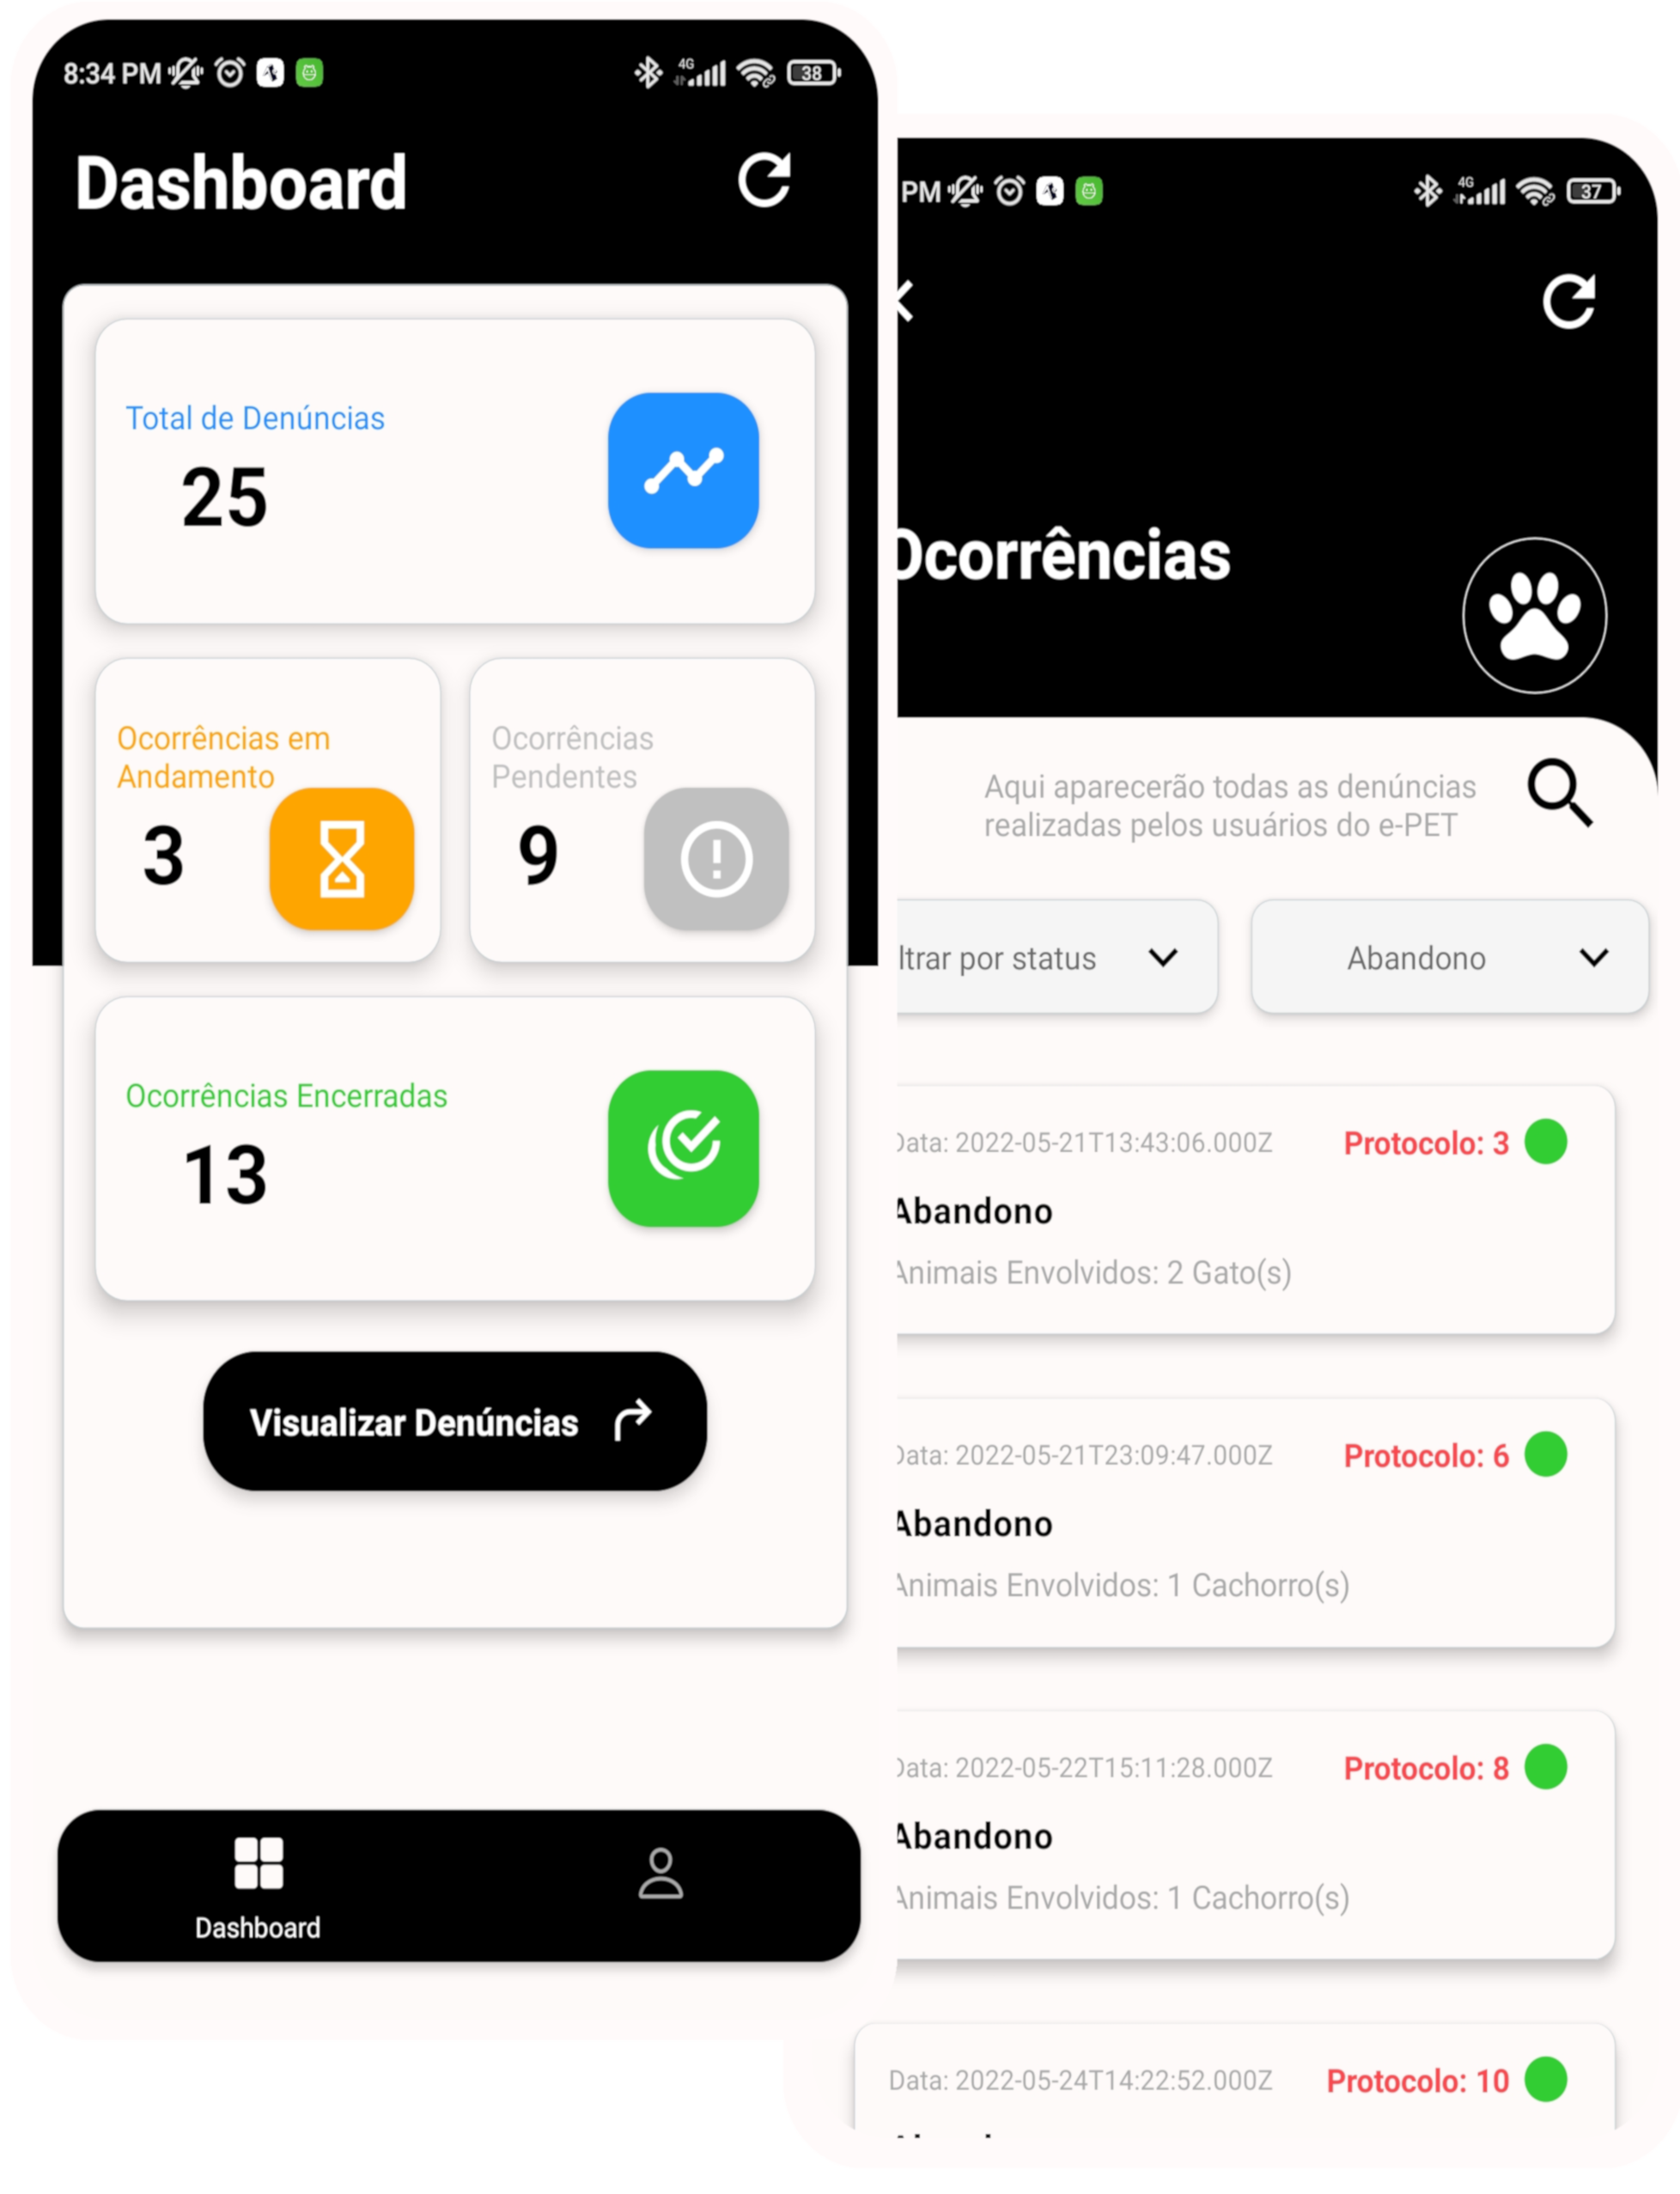 8:34 PM
4G
38
Dashboard
Total de Denúncias
25
Ocorrências em
Andamento
3
Ocorrências
Pendentes
9
Ocorrências Encerradas
13
Visualizar Denúncias
Dashboard
PM
4G
37
Ocorrências
Aqui aparecerão todas as denúncias
realizadas pelos usuários do e-PET
ltrar por status
Abandono
Data: 2022-05-21T13:43:06.000Z Protocolo: 3
Abandono
Animais Envolvidos: 2 Gato(s)
Data: 2022-05-21T23:09:47.000Z Protocolo: 6
Abandono
Animais Envolvidos: 1 Cachorro(s)
Data: 2022-05-22T15:11:28.000Z Protocolo: 8
Abandono
Animais Envolvidos: 1 Cachorro(s)
Data: 2022-05-24T14:22:52.000Z Protocolo: 10